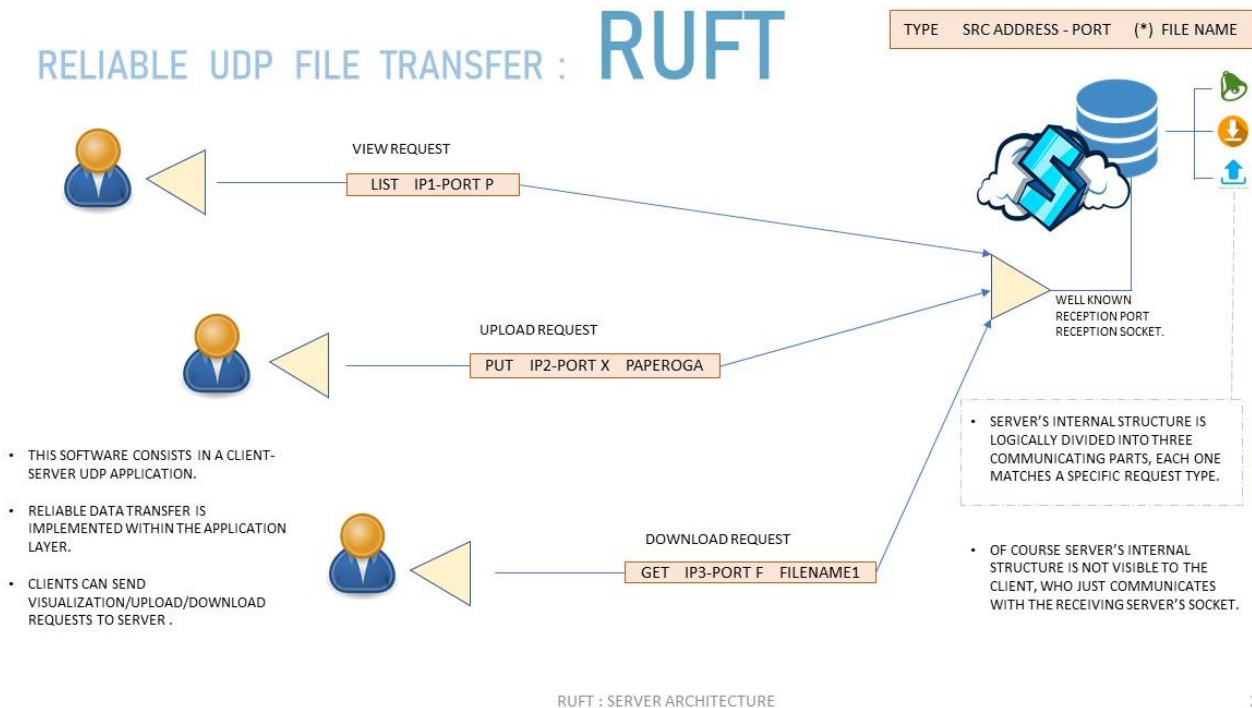 RELIABLE UDP FILE TRANSFER : RUFT
TYPE SRC ADDRESS - PORT (*) FILE NAME
VIEW REQUEST
LIST IP1-PORT P
WELL KNOWN
RECEPTION PORT
RECEPTION SOCKET.
UPLOAD REQUEST
PUT IP2-PORT X PAPEROGA
DOWNLOAD REQUEST
GET IP3-PORT F FILENAME1
• THIS SOFTWARE CONSISTS IN A CLIENT-
SERVER UDP APPLICATION.
• RELIABLE DATA TRANSFER IS
IMPLEMENTED WITHIN THE APPLICATION
LAYER.
• CLIENTS CAN SEND
VISUALIZATION/UPLOAD/DOWNLOAD
REQUESTS TO SERVER .
• SERVER'S INTERNAL STRUCTURE IS
LOGICALLY DIVIDED INTO THREE
COMMUNICATING PARTS, EACH ONE
MATCHES A SPECIFIC REQUEST TYPE.
• OF COURSE SERVER'S INTERNAL
STRUCTURE IS NOT VISIBLE TO THE
CLIENT, WHO JUST COMMUNICATES
WITH THE RECEIVING SERVER'S SOCKET.
RUFT : SERVER ARCHITECTURE